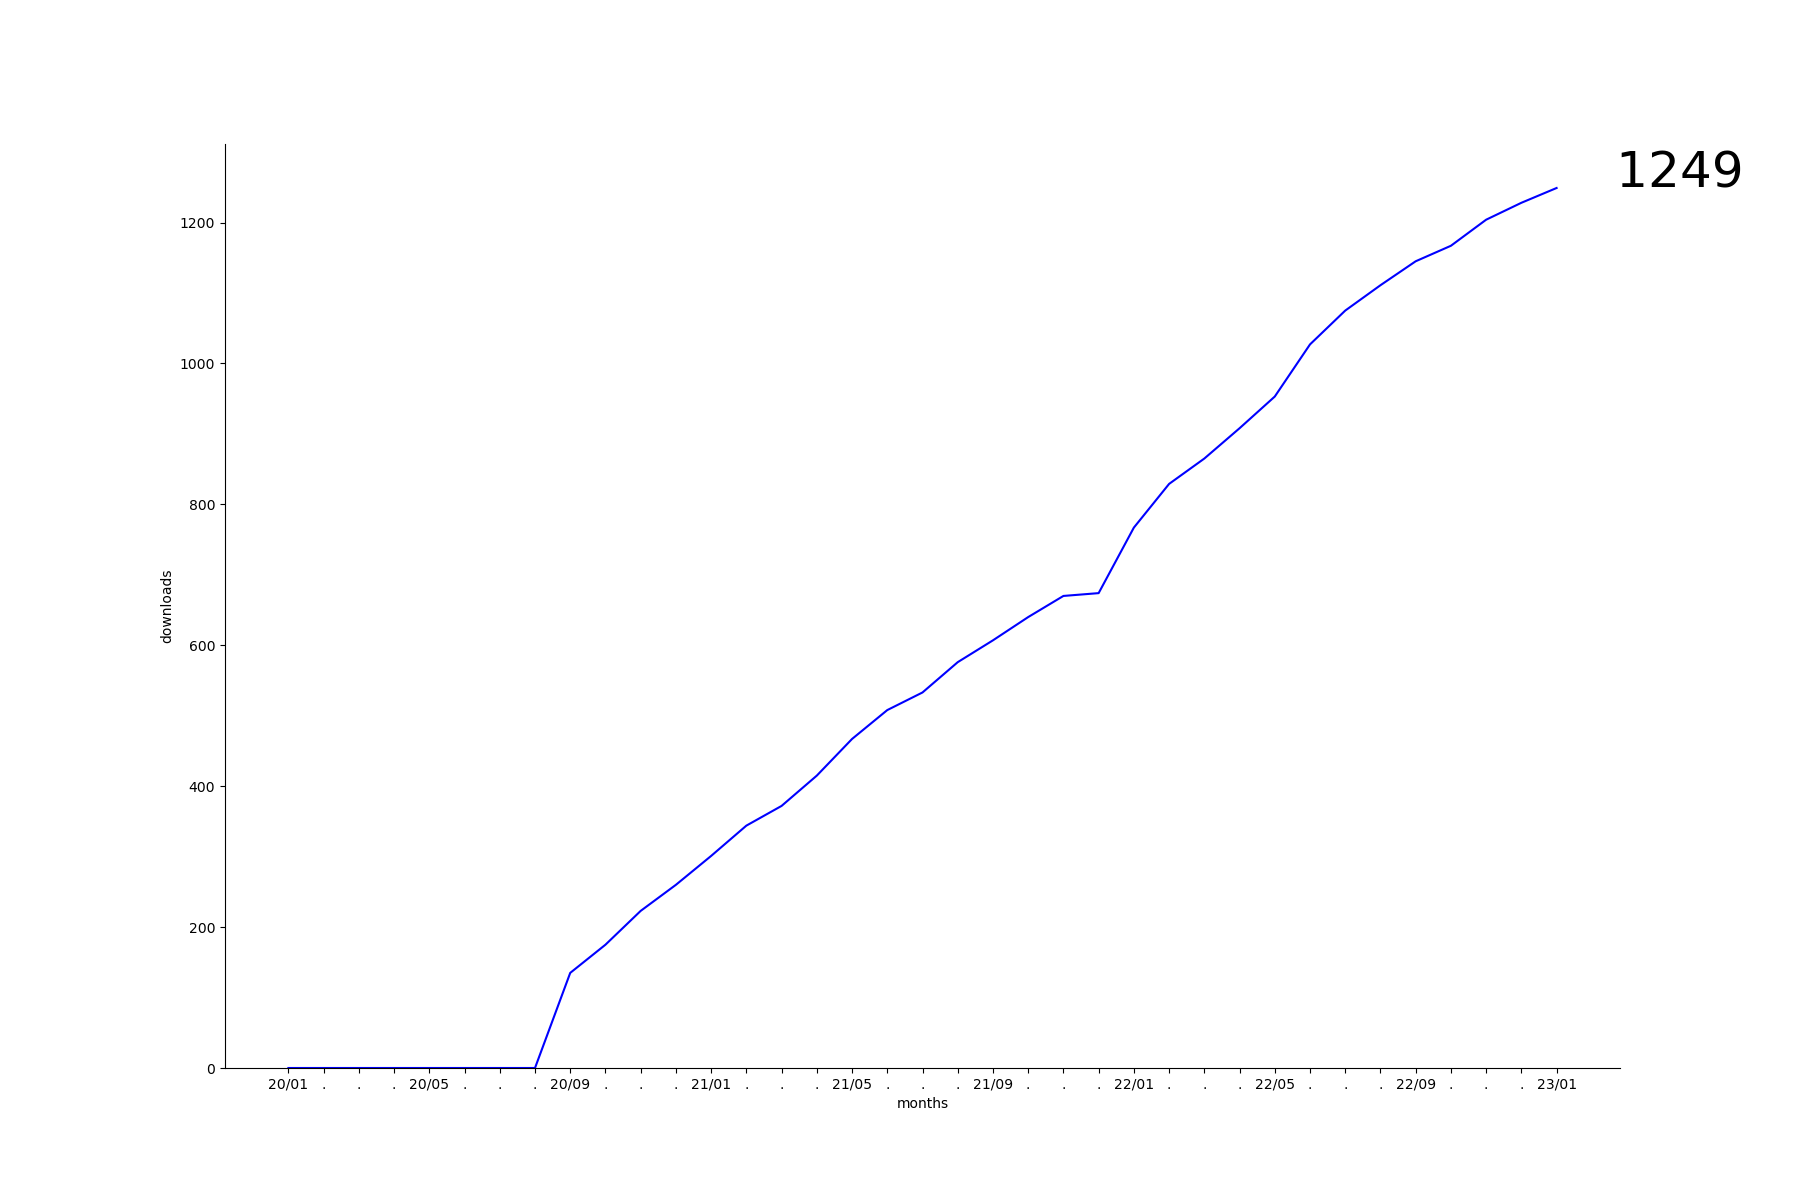 1249
1200
1000
800
600
400
200
0
downloads
20/01 . . . 20/05 . . . 20/09 . . . 21/01 . . . 21/05 . . . 21/09 . . . 22/01 . . . 22/05 . . . 22/09 . . . 23/01
months